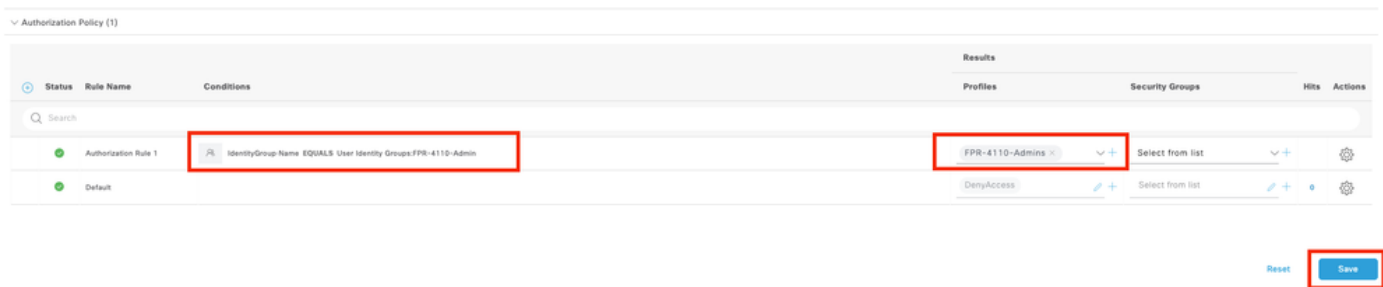 Authorization Policy (1)
Results
Status Rule Name Conditions Profiles Security Groups Hits Actions
Search
Authorization Rule 1 IdentityGroup·Name EQUALS User Identity Groups:FPR-4110-Admin FPR-4110-Admins × Select from list
Default DenyAccess Select from list 0
Reset Save